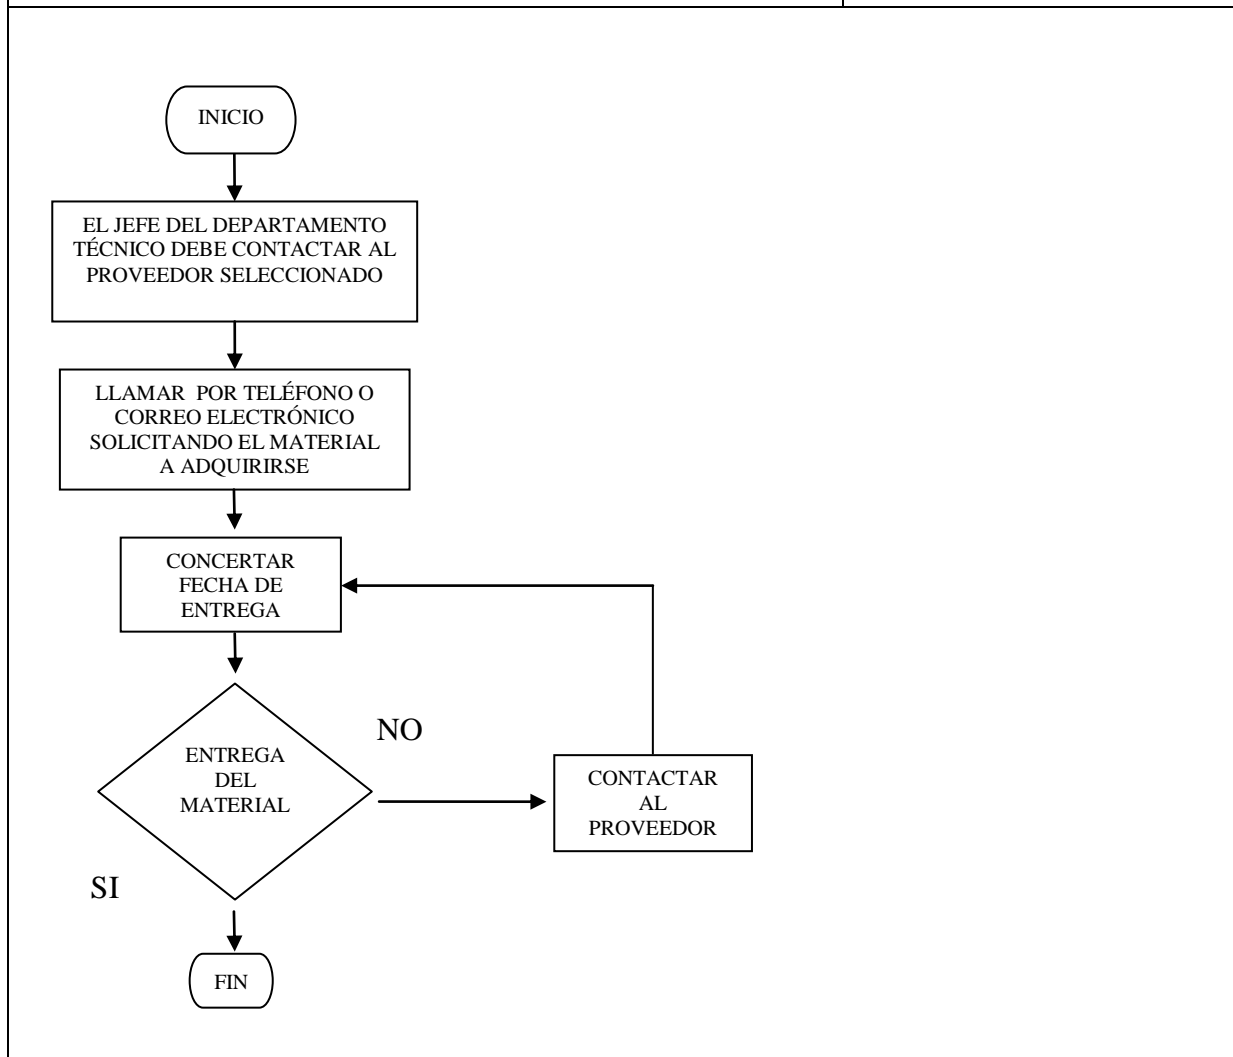 INICIO
EL JEFE DEL DEPARTAMENTO
TÉCNICO DEBE CONTACTAR AL
PROVEEDOR SELECCIONADO
LLAMAR POR TELÉFONO O
CORREO ELECTRÓNICO
SOLICITANDO EL MATERIAL
A ADQUIRIRSE
CONCERTAR
FECHA DE
ENTREGA
ENTREGA
DEL
MATERIAL
NO
CONTACTAR
AL
PROVEEDOR
SI
FIN